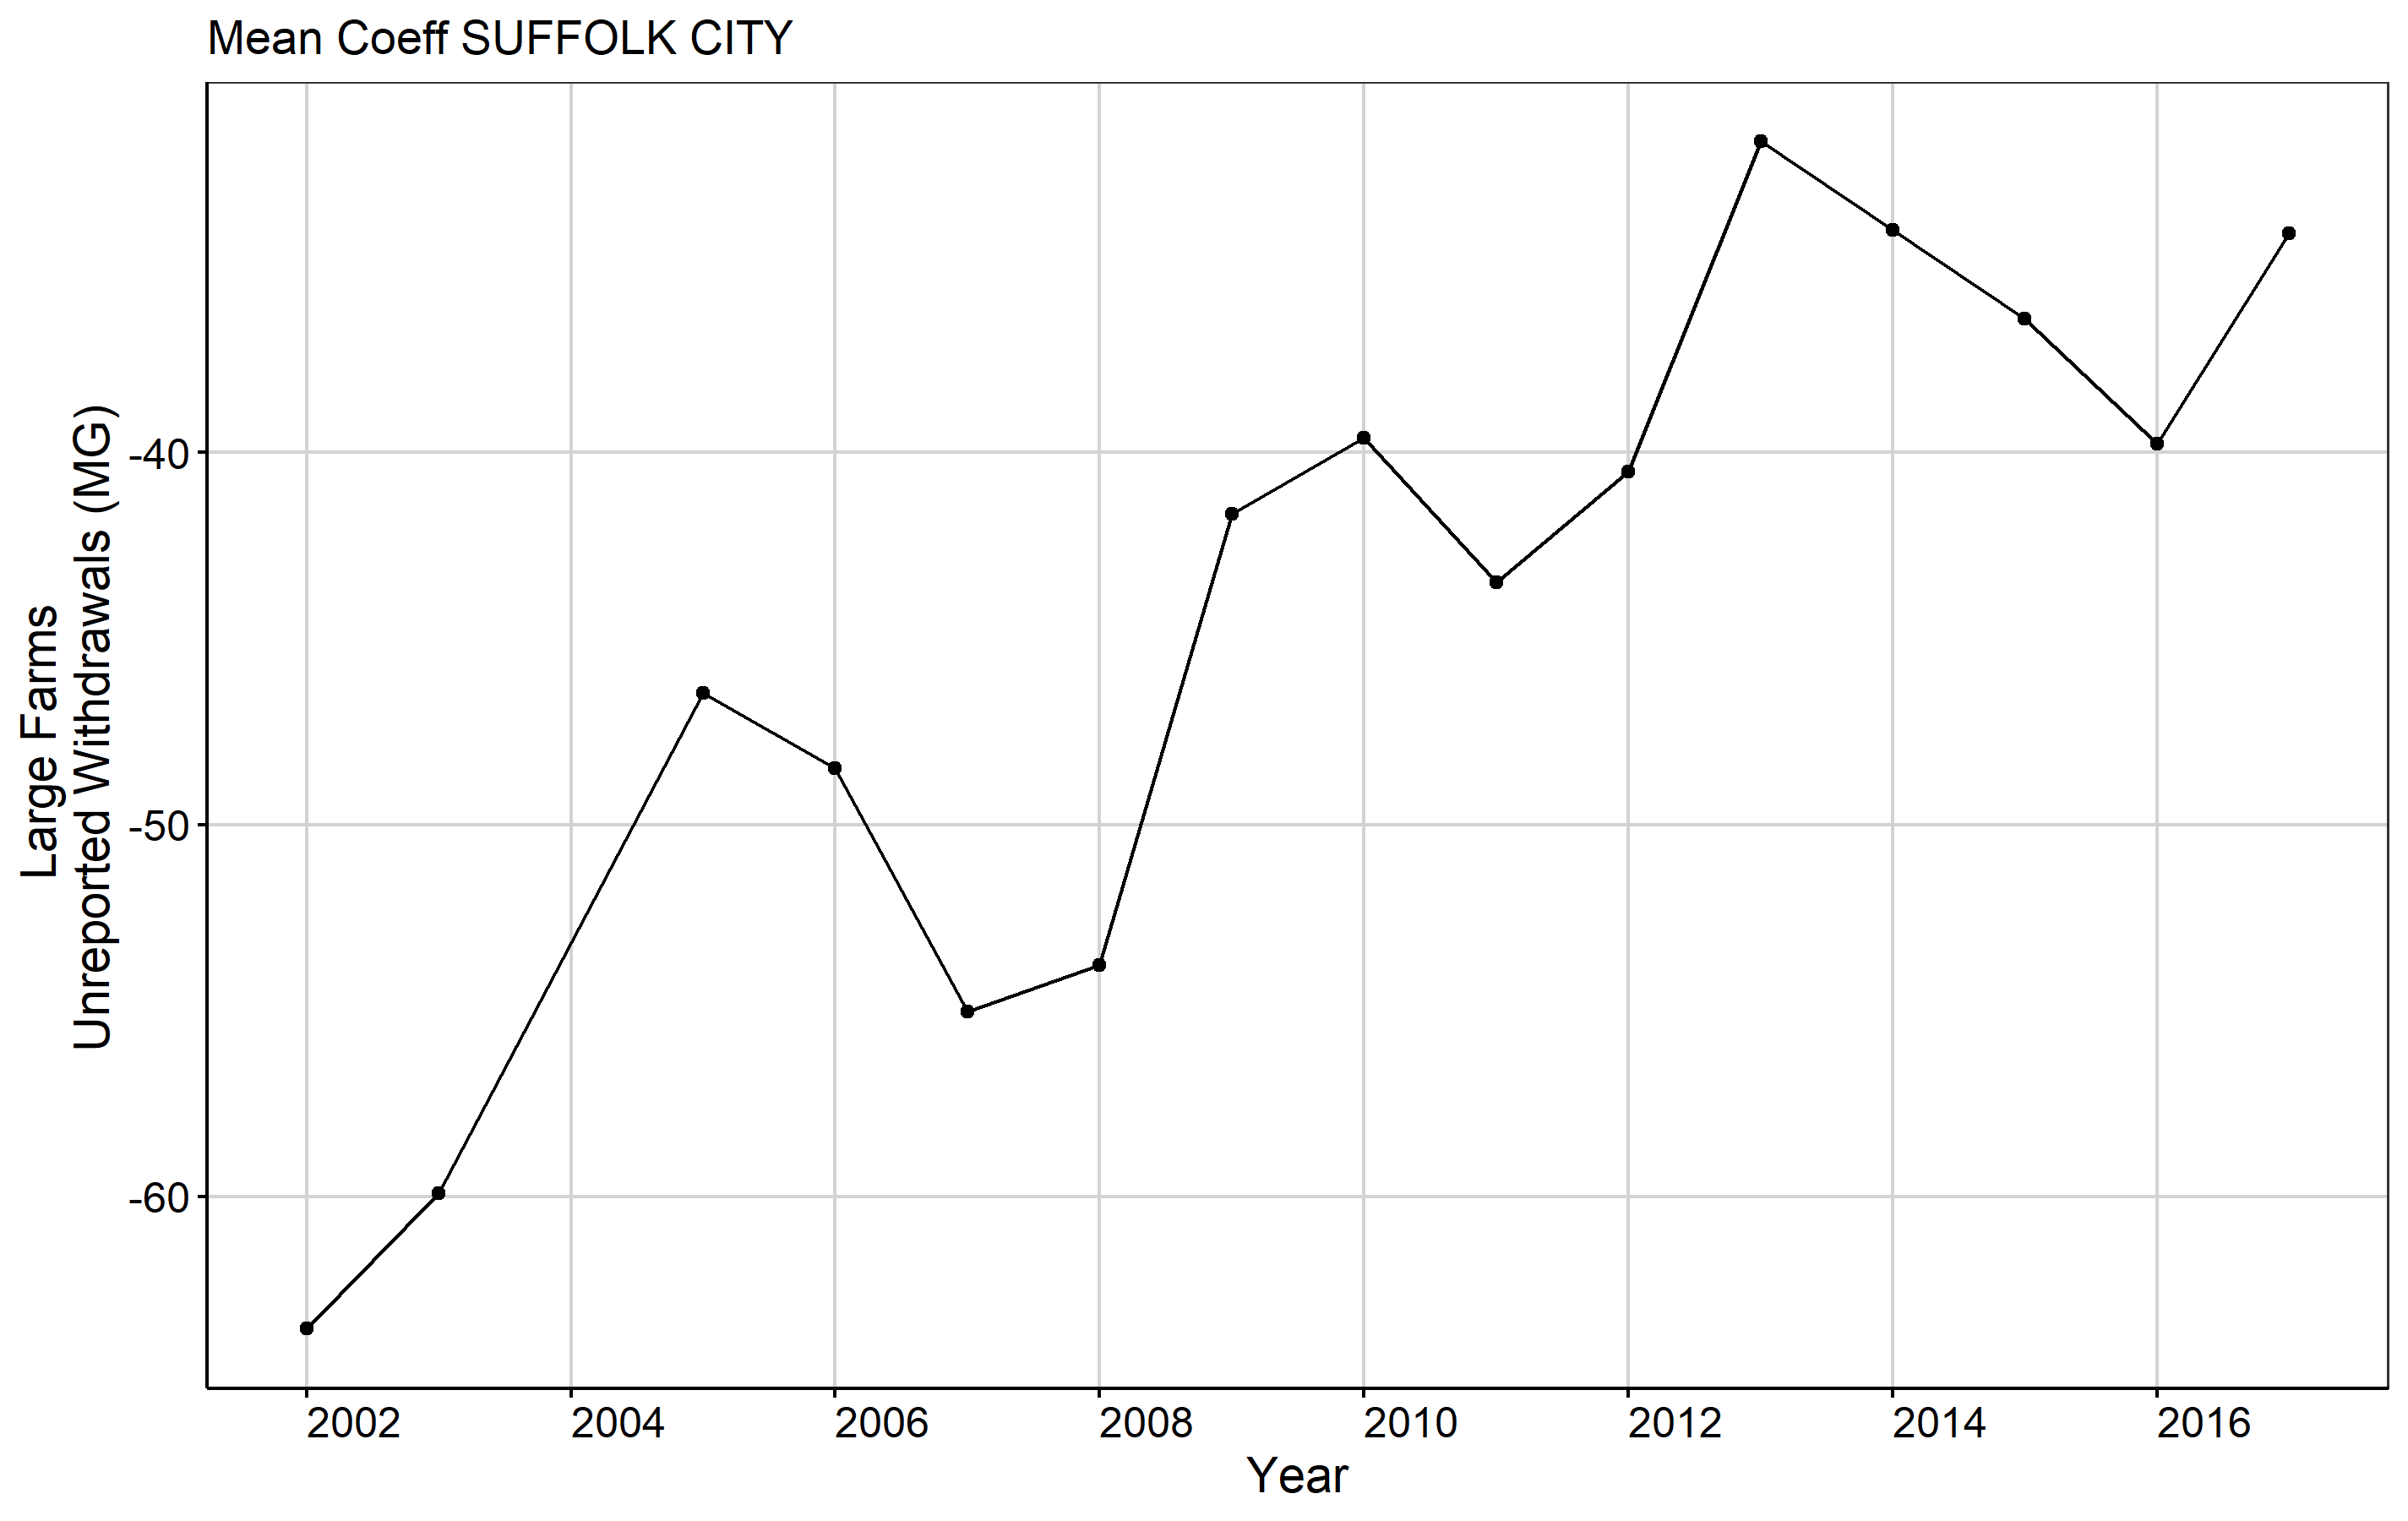 Mean Coeff SUFFOLK CITY
Large Farms
Unreported Withdrawals (MG)
-40
-50
-60
2002 2004 2006 2008 2010 2012 2014 2016
Year